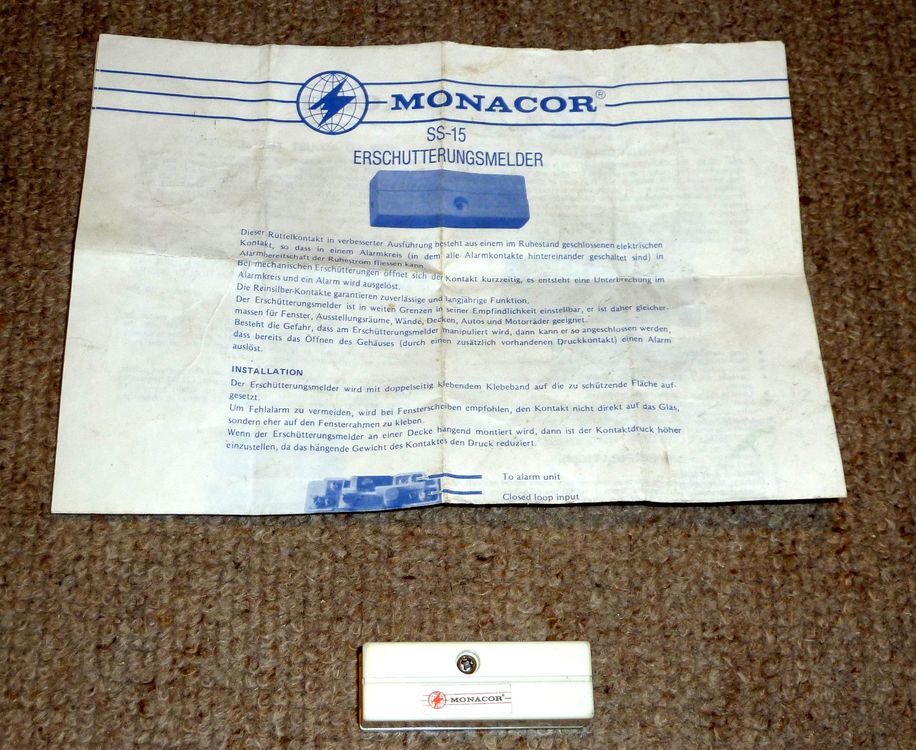 MONACOR®
SS-15
ERSCHUTTERUNGSMELDER
Dieser Rüttelkontakt in verbesserter Ausführung besteht aus einem im Ruhestand geschlossenen elektrischen
Kontakt, so dass in einem Alarmkreis (in dem alle Alarmkontakte hintereinander geschaltet sind) in
Alarmbereitschaft der Ruhestrom fliessen kann.
Bei mechanischen Erschütterungen öffnet sich der Kontakt kurzzeitig, es entsteht eine Unterbrechung im
Alarmkreis und ein Alarm wird ausgelöst.
Die Reinsilber-Kontakte garantieren zuverlässige und langjährige Funktion.
Der Erschütterungsmelder ist in weiten Grenzen in seiner Empfindlichkeit einstellbar, er ist daher gleicher-
massen für Fenster, Ausstellungsräume, Wände, Decken, Autos und Motorräder geeignet.
Besteht die Gefahr, dass am Erschütterungsmelder manipuliert wird, dann kann er so angeschlossen werden,
dass bereits das Öffnen des Gehäuses (durch einen zusätzlich vorhandenen Druckkontakt) einen Alarm
auslöst.
INSTALLATION
Der Erschütterungsmelder wird mit doppelseitig klebendem Klebeband auf die zu schützende Fläche auf-
gesetzt.
Um Fehlalarm zu vermeiden, wird bei Fensterscheiben empfohlen, den Kontakt nicht direkt auf das Glas,
sondern eher auf den Fensterrahmen zu kleben.
Wenn der Erschütterungsmelder an einer Decke hängend montiert wird, dann ist der Kontaktdruck höher
einzustellen, da das hängende Gewicht des Kontaktes den Druck reduziert.
To alarm unit
Closed loop input
MONACOR®